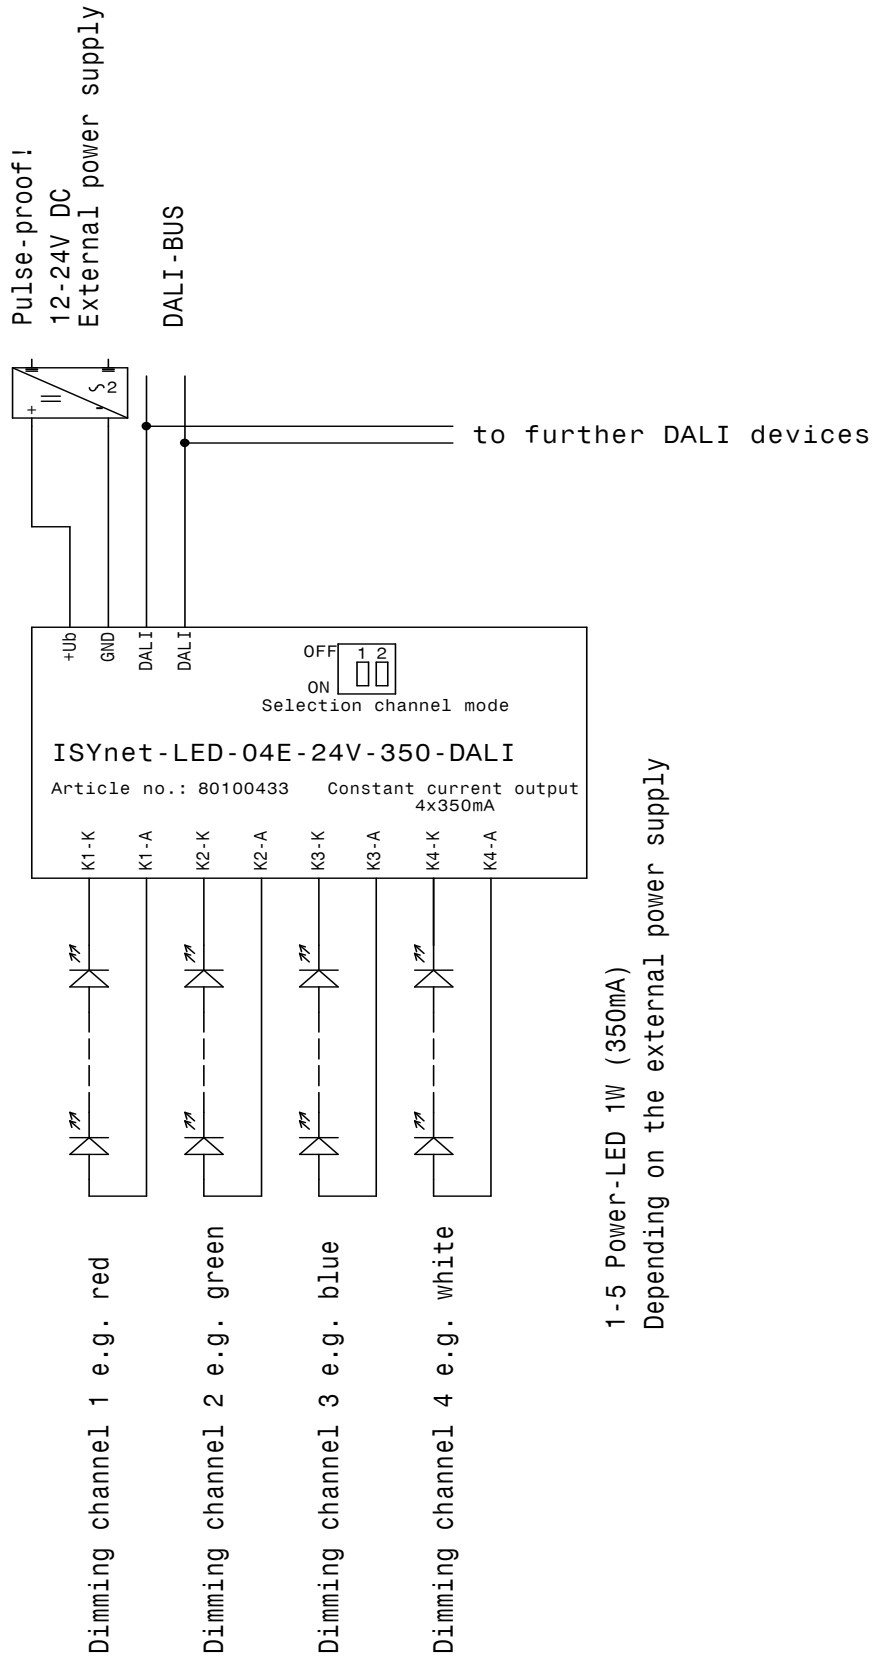 Pulse-proof!
12-24V DC
External power supply
DALI-BUS
+
-
2
to further DALI devices
+Ub
GND
DALI
DALI
OFF
1 2
ON
Selection channel mode
ISYnet-LED-04E-24V-350-DALI
Article no.: 80100433
Constant current output
4x350mA
K1-K
K1-A
K2-K
K2-A
K3-K
K3-A
K4-K
K4-A
Dimming channel 1 e.g. red
Dimming channel 2 e.g. green
Dimming channel 3 e.g. blue
Dimming channel 4 e.g. white
1-5 Power-LED 1W (350mA)
Depending on the external power supply